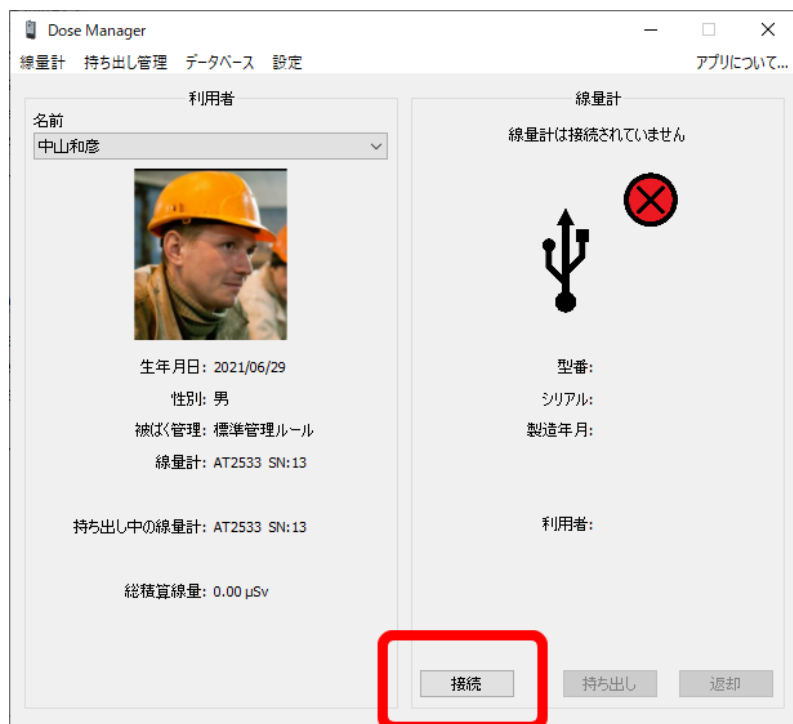 Dose Manager
線量計 持ち出し管理 データベース 設定 アプリについて...
利用者
名前
中山和彦
生年月日: 2021/06/29
性別: 男
被ばく管理: 標準管理ルール
線量計: AT2533 SN:13
持ち出し中の線量計: AT2533 SN:13
総積算線量: 0.00 µSv
線量計
線量計は接続されていません
型番:
シリアル:
製造年月:
利用者:
接続 持ち出し 返却